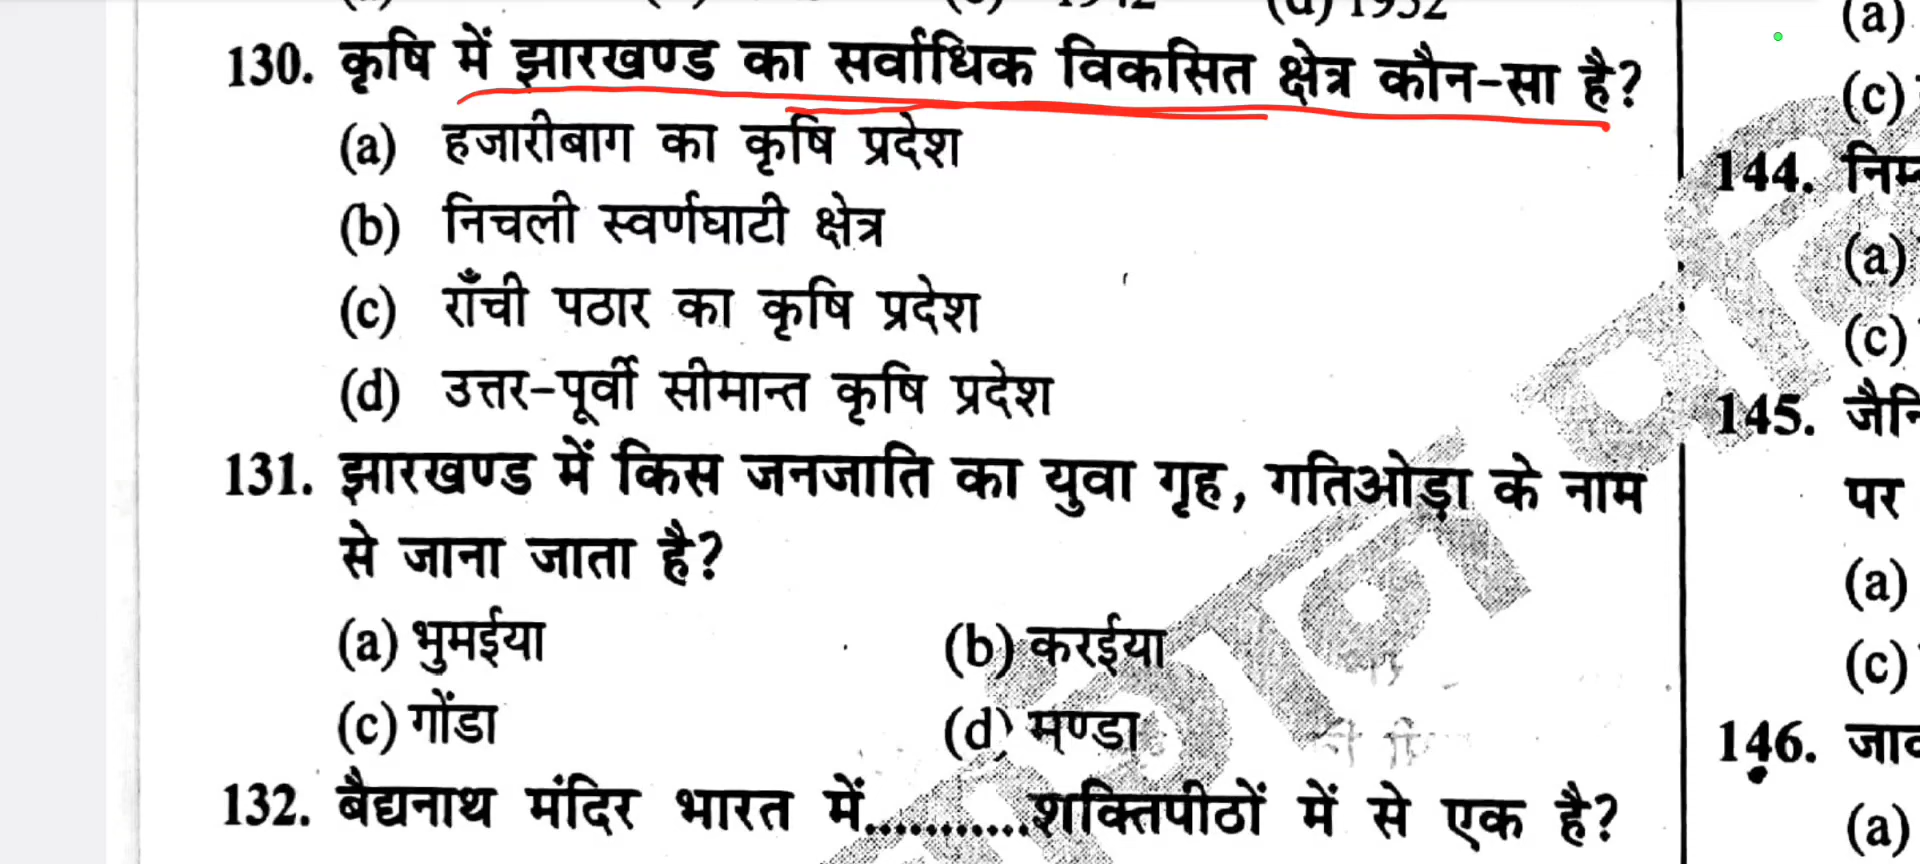 (d) 1952
130. कृषि में झारखण्ड का सर्वाधिक विकसित क्षेत्र कौन-सा है?
(a) हजारीबाग का कृषि प्रदेश
(b) निचली स्वर्णघाटी क्षेत्र
(c) राँची पठार का कृषि प्रदेश
(d) उत्तर-पूर्वी सीमान्त कृषि प्रदेश
131. झारखण्ड में किस जनजाति का युवा गृह, गतिओड़ा के नाम
से जाना जाता है?
(a) भुमईया (b) करईया
(c) गोंडा (d) मण्डा
132. बैद्यनाथ मंदिर भारत में...........शक्तिपीठों में से एक है?
(a)
(c)
144.
(a)
(c)
145.
पर
(a)
(c)
146.
(a)